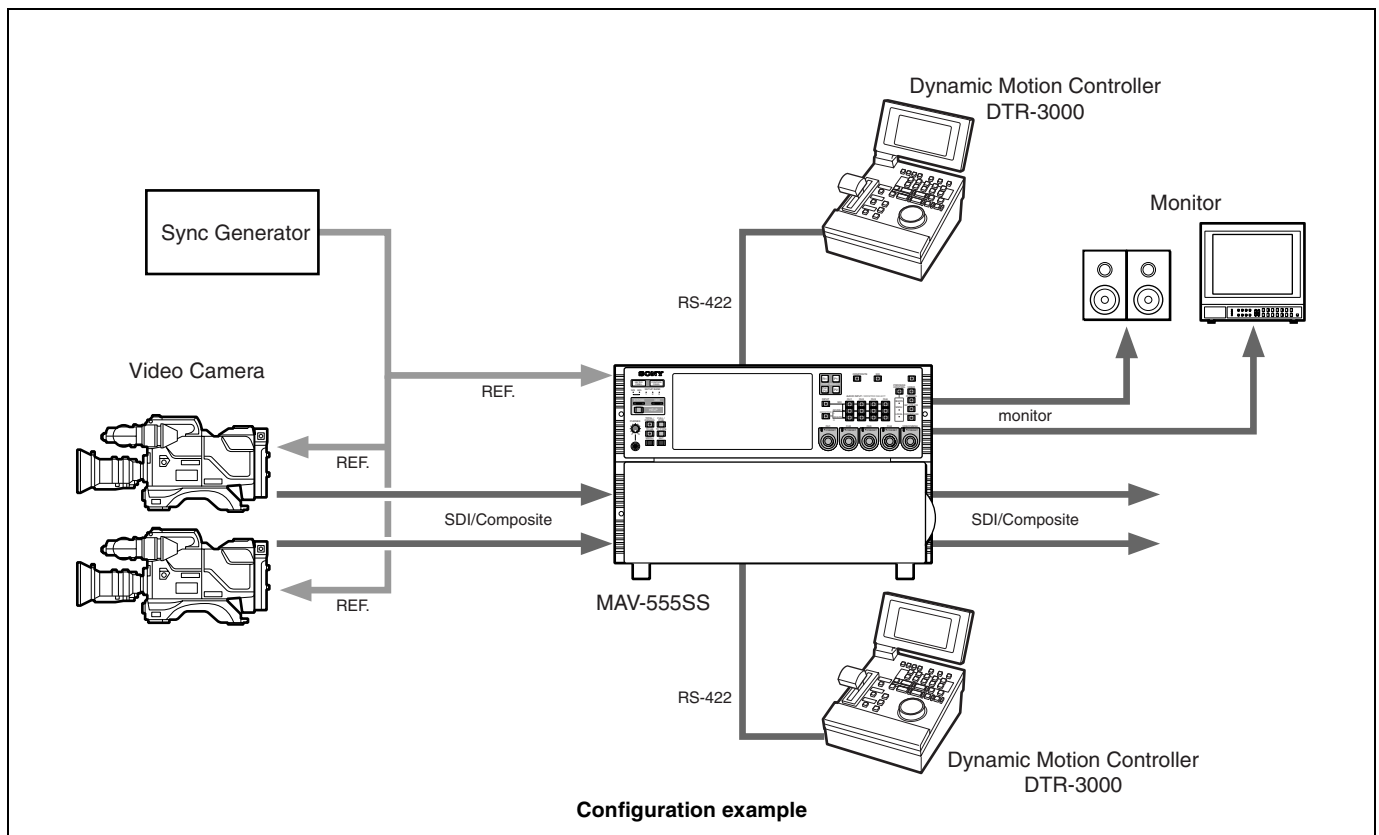 Dynamic Motion Controller
DTR-3000
Sync Generator
Monitor
RS-422
Video Camera
SONY
REF.
monitor
REF.
SDI/Composite
SDI/Composite
REF.
MAV-555SS
RS-422
Dynamic Motion Controller
DTR-3000
Configuration example